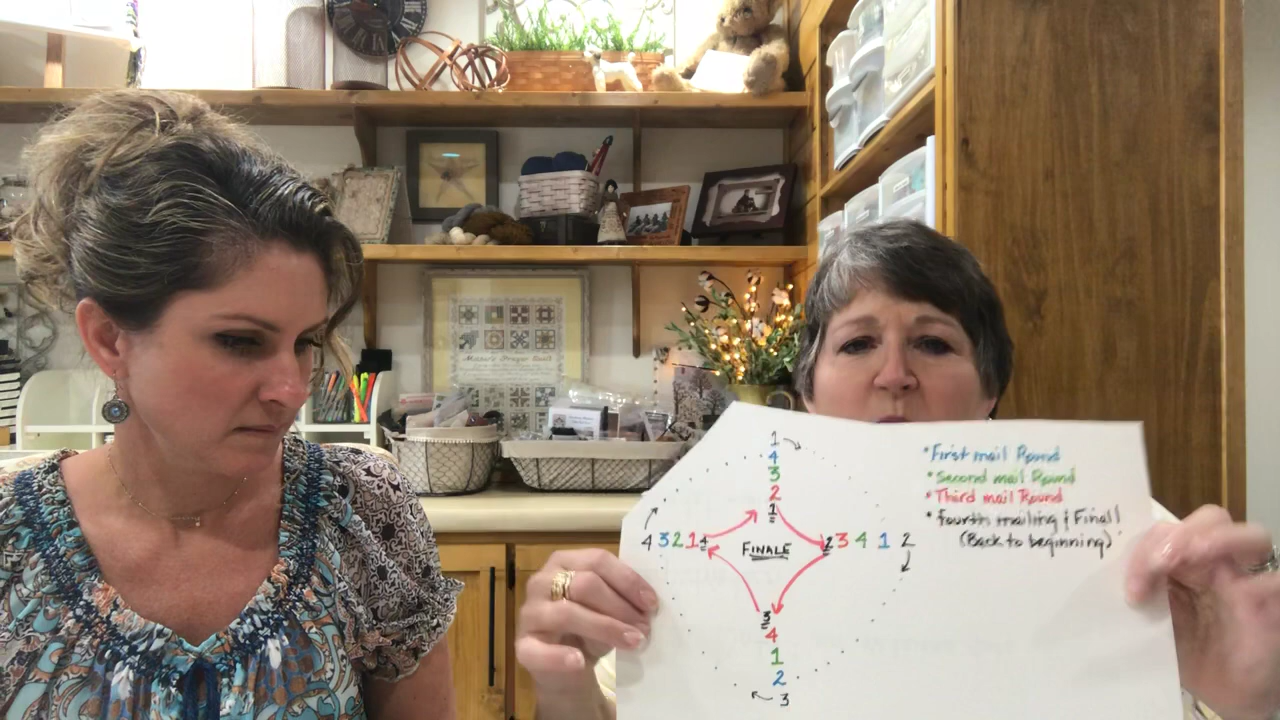 1
4
3
2
1
4 3 2 1 4 FINALE 2 3 4 1 2
3
4
1
2
3
•First mail Round
•Second mail Round
•Third mail Round
•fourth mailing & Final!
(Back to beginning)